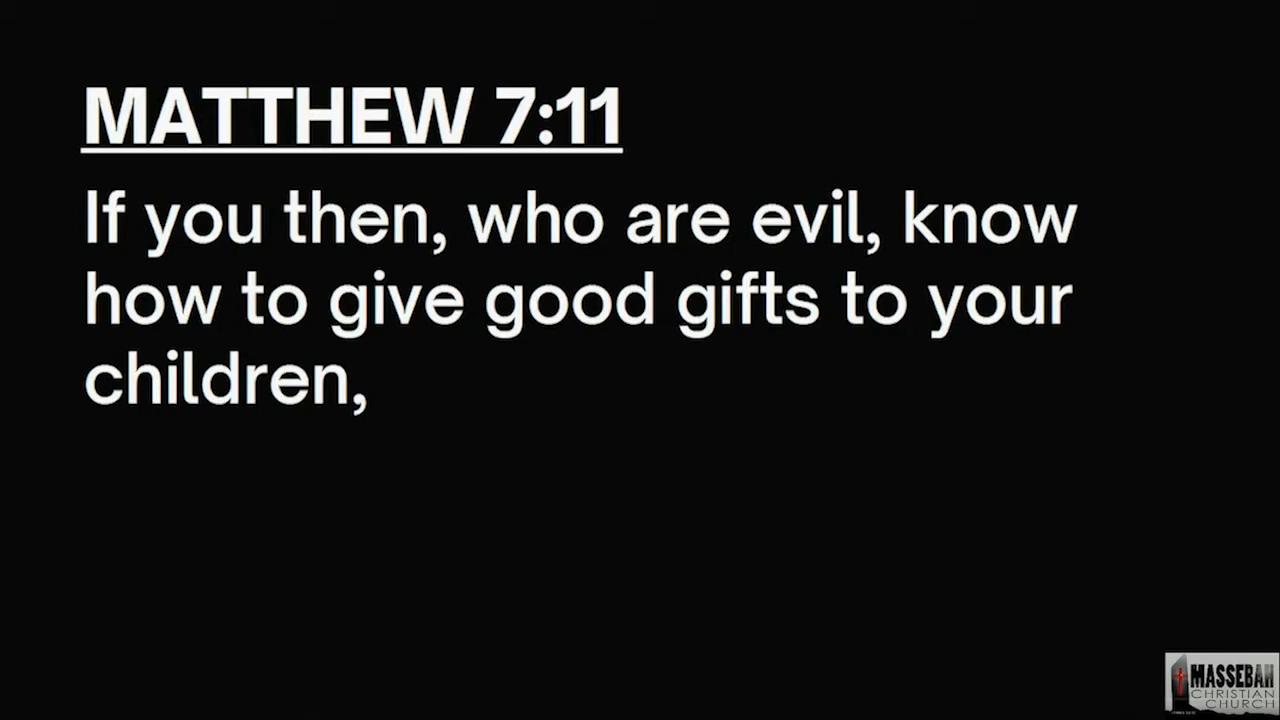 MATTHEW 7:11
If you then, who are evil, know
how to give good gifts to your
children,
MASSEBAH
CHRISTIAN
CHURCH